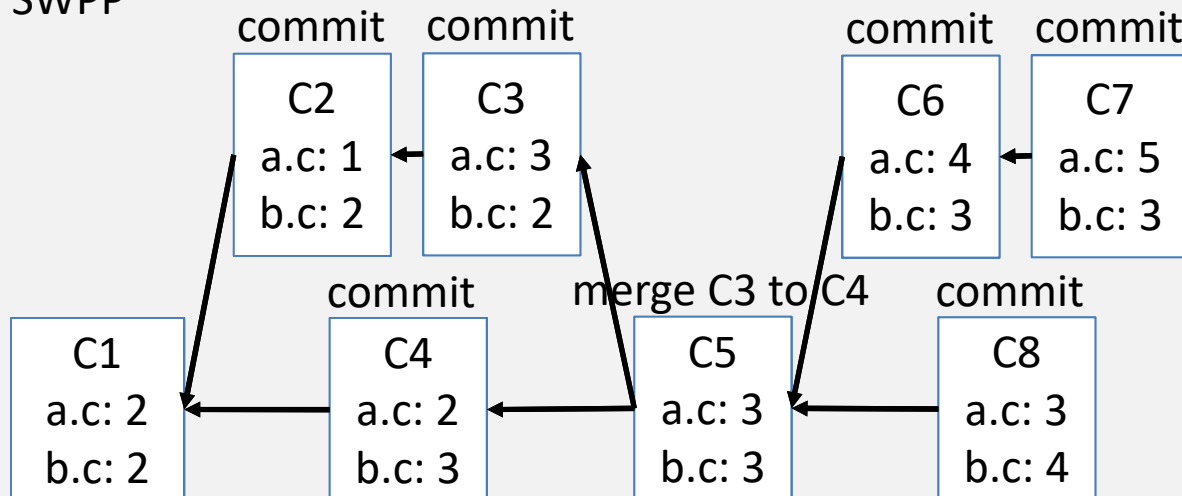 SWPP
commit
commit
commit
commit
C2
a.c: 1
b.c: 2
C3
a.c: 3
b.c: 2
C6
a.c: 4
b.c: 3
C7
a.c: 5
b.c: 3
commit
merge C3 to C4
commit
C1
a.c: 2
b.c: 2
C4
a.c: 2
b.c: 3
C5
a.c: 3
b.c: 3
C8
a.c: 3
b.c: 4